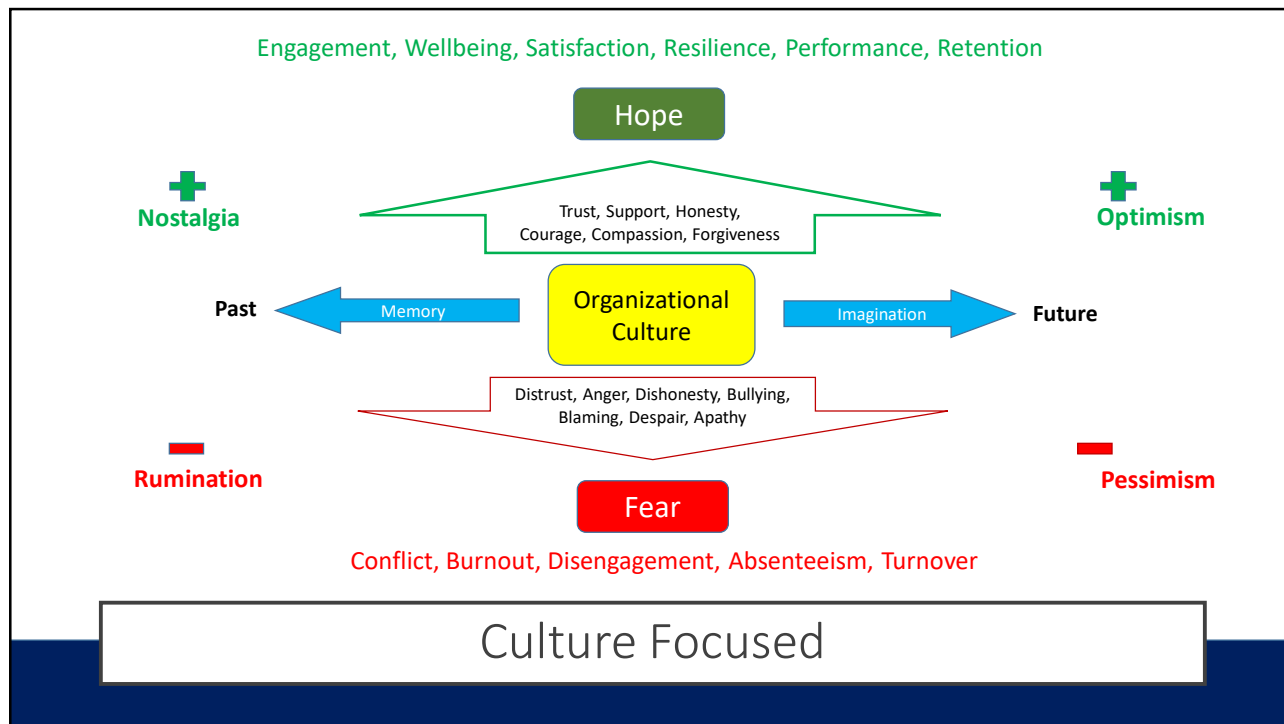 Engagement, Wellbeing, Satisfaction, Resilience, Performance, Retention
Hope
Nostalgia
Trust, Support, Honesty,
Courage, Compassion, Forgiveness
Optimism
Past
Memory
Organizational
Culture
Imagination
Future
Distrust, Anger, Dishonesty, Bullying,
Blaming, Despair, Apathy
Rumination
Pessimism
Fear
Conflict, Burnout, Disengagement, Absenteeism, Turnover
Culture Focused